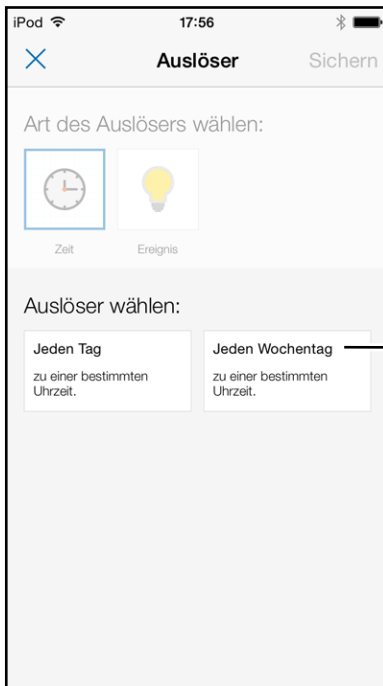 iPod 17:56
Auslöser Sichern
Art des Auslösers wählen:
Zeit Ereignis
Auslöser wählen:
Jeden Tag Jeden Wochentag
zu einer bestimmten zu einer bestimmten
Uhrzeit. Uhrzeit.